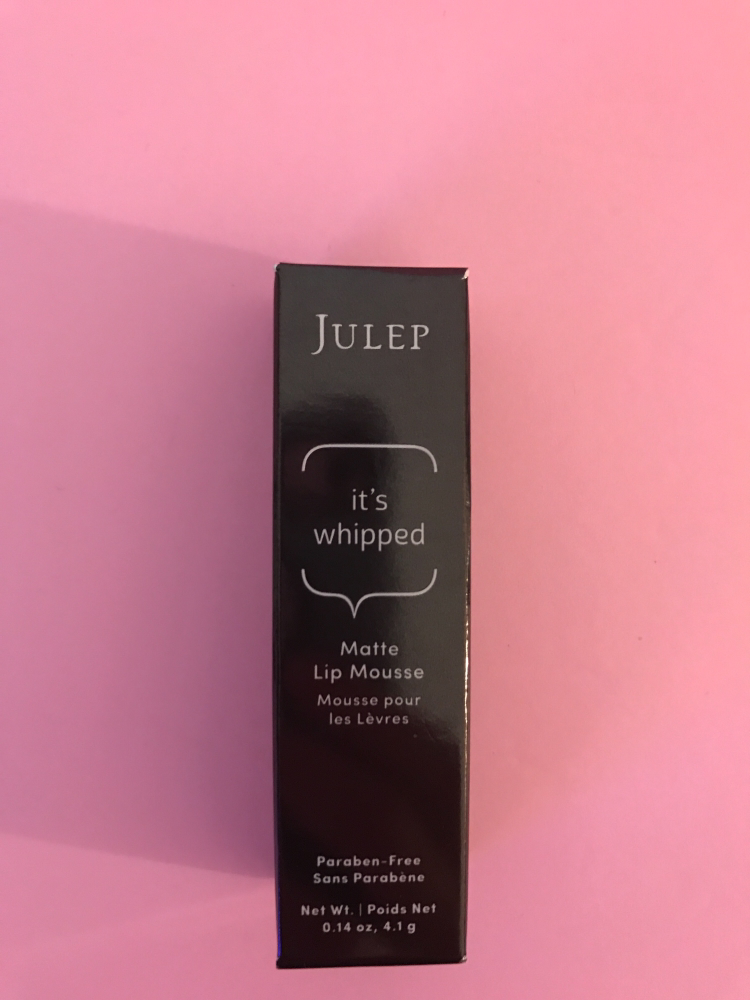 JULEP
it's
whipped
Matte
Lip Mousse
Mousse pour
les Lèvres
Paraben-Free
Sans Parabène
Net Wt. | Poids Net
0.14 oz, 4.1 g